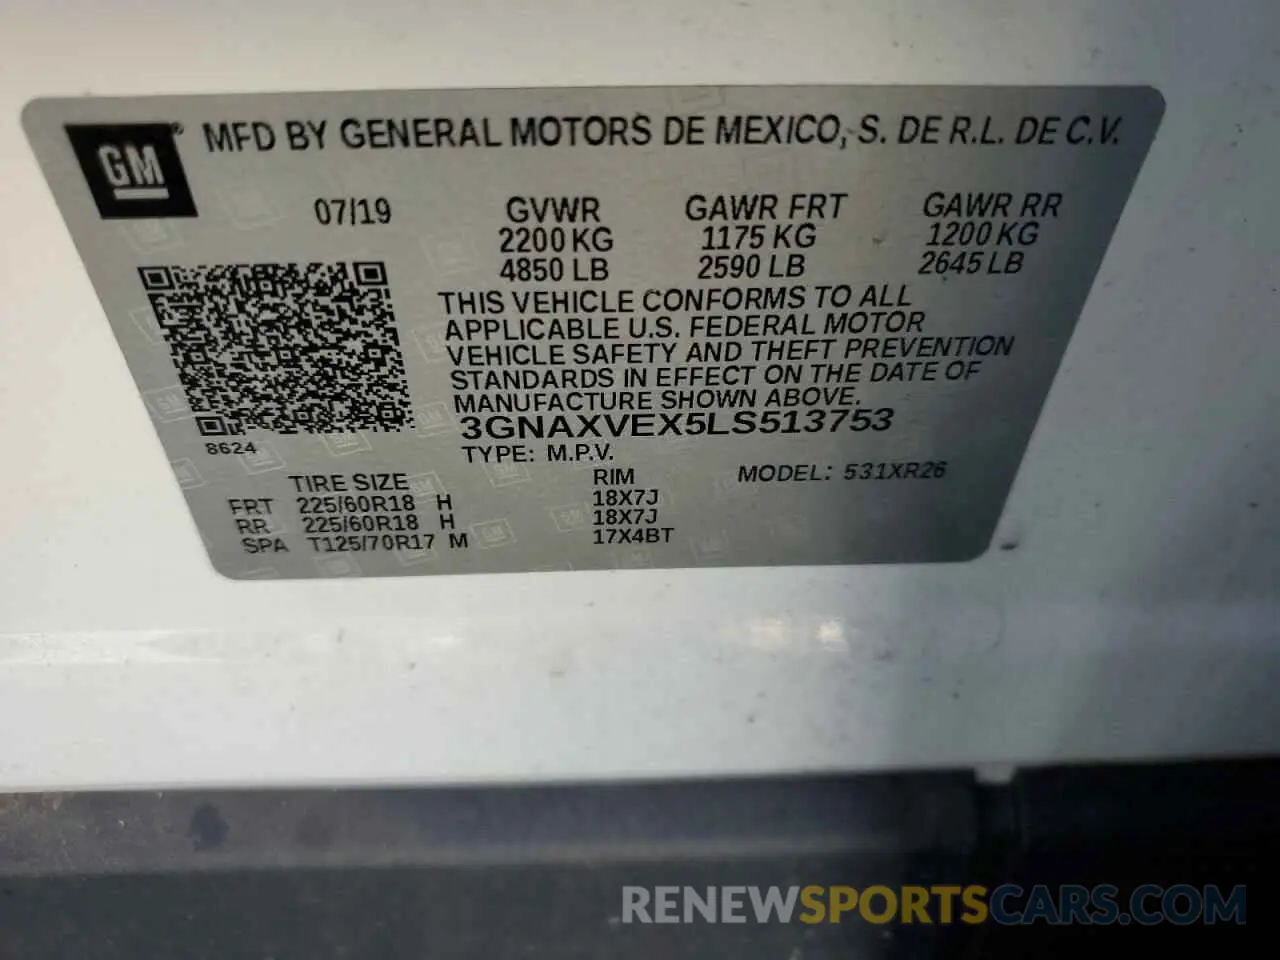 GM® MFD BY GENERAL MOTORS DE MEXICO, S. DE R.L. DE C.V.
07/19 GVWR GAWR FRT GAWR RR
2200 KG 1175 KG 1200 KG
4850 LB 2590 LB 2645 LB
THIS VEHICLE CONFORMS TO ALL
APPLICABLE U.S. FEDERAL MOTOR
VEHICLE SAFETY AND THEFT PREVENTION
STANDARDS IN EFFECT ON THE DATE OF
MANUFACTURE SHOWN ABOVE.
3GNAXVEX5LS513753
8624
TYPE: M.P.V.
TIRE SIZE RIM MODEL: 531XR26
FRT 225/60R18 H 18X7J
RR 225/60R18 H 18X7J
SPA T125/70R17 M 17X4BT
RENEWSPORTSCARS.COM